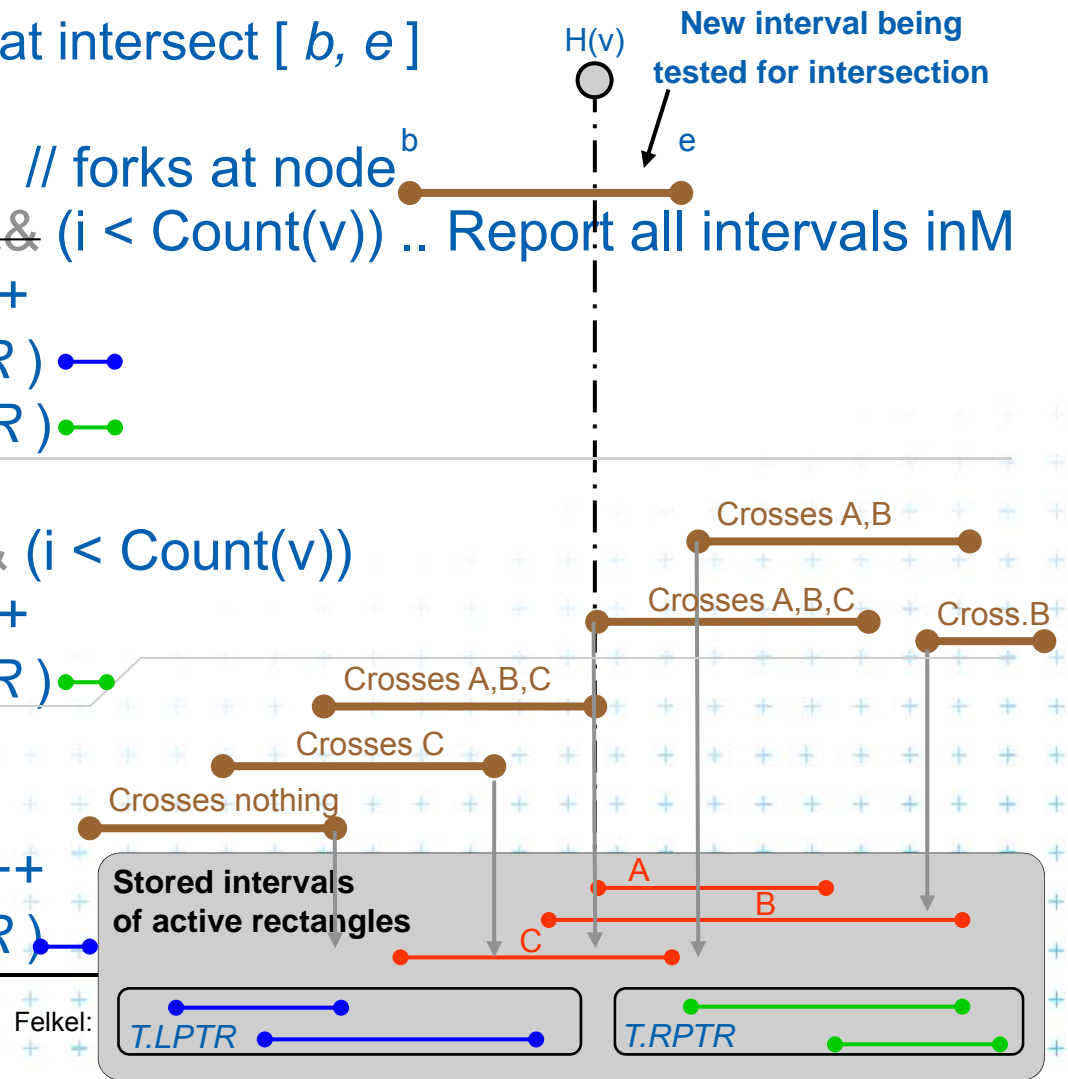 at intersect [ b, e ]
H(v)
New interval being
tested for intersection
b
e
// forks at node
& (i < Count(v)) .. Report all intervals inM
+
R )
R )
Crosses A,B
& (i < Count(v))
+
Crosses A,B,C
Cross.B
R )
Crosses A,B,C
Crosses C
Crosses nothing
++
Stored intervals
of active rectangles
A
B
R )
C
Felkel:
T.LPTR
T.RPTR